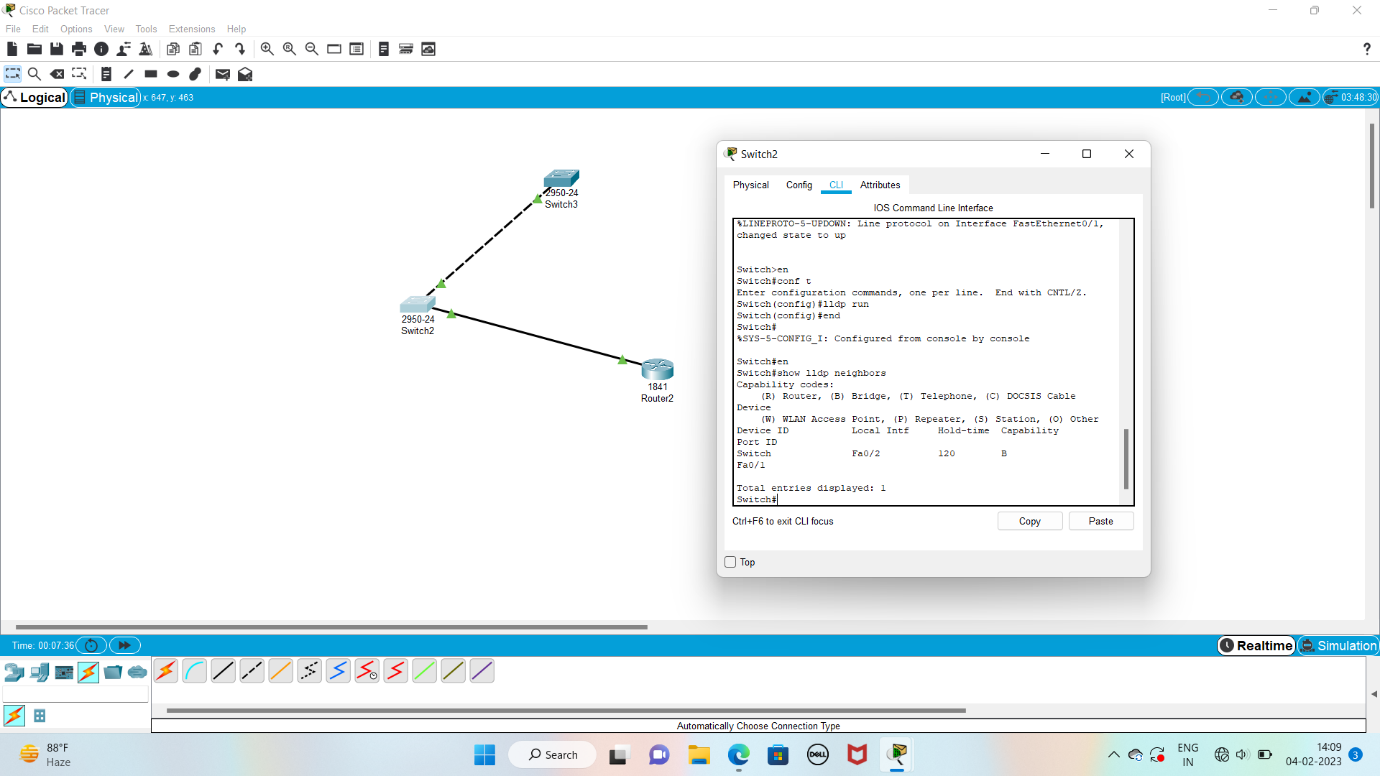 Cisco Packet Tracer
File Edit Options View Tools Extensions Help
Logical Physical x: 647, y: 463 [Root] 03:48:30
2950-24
Switch3
2950-24
Switch2
1841
Router2
Switch2
Physical Config CLI Attributes
IOS Command Line Interface
%LINEPROTO-5-UPDOWN: Line protocol on Interface FastEthernet0/1,
changed state to up
Switch>en
Switch#conf t
Enter configuration commands, one per line. End with CNTL/Z.
Switch(config)#lldp run
Switch(config)#end
Switch#
%SYS-5-CONFIG_I: Configured from console by console
Switch#en
Switch#show lldp neighbors
Capability codes:
(R) Router, (B) Bridge, (T) Telephone, (C) DOCSIS Cable
Device
(W) WLAN Access Point, (P) Repeater, (S) Station, (O) Other
Device ID Local Intf Hold-time Capability
Port ID
Switch Fa0/2 120 B
Fa0/1
Total entries displayed: 1
Switch#
Ctrl+F6 to exit CLI focus Copy Paste
Top
Time: 00:07:36 Realtime Simulation
Automatically Choose Connection Type
88°F
Haze
Search
DELL
ENG
IN
14:09
04-02-2023
3